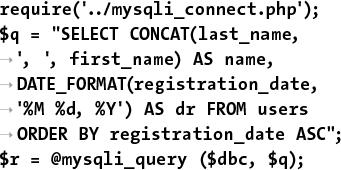 require('../mysqli_connect.php');
$q = "SELECT CONCAT(last_name,
→ ', ', first_name) AS name,
→ DATE_FORMAT(registration_date,
→ '%M %d, %Y') AS dr FROM users
→ ORDER BY registration_date ASC";
$r = @mysqli_query ($dbc, $q);